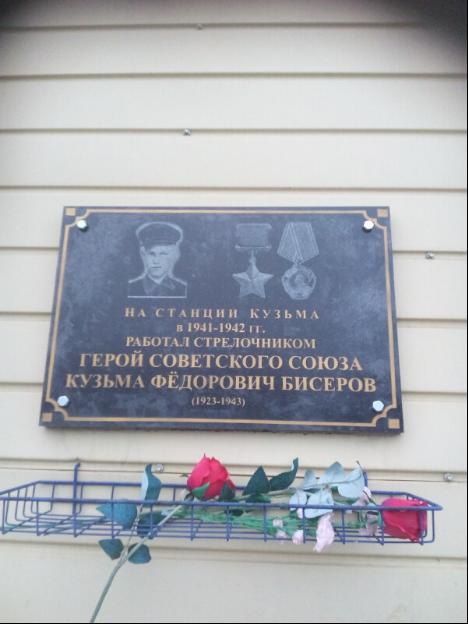 НА СТАНЦИИ КУЗЬМА
в 1941-1942 гг.
РАБОТАЛ СТРЕЛОЧНИКОМ
ГЕРОЙ СОВЕТСКОГО СОЮЗА
КУЗЬМА ФЁДОРОВИЧ БИСЕРОВ
(1923-1943)